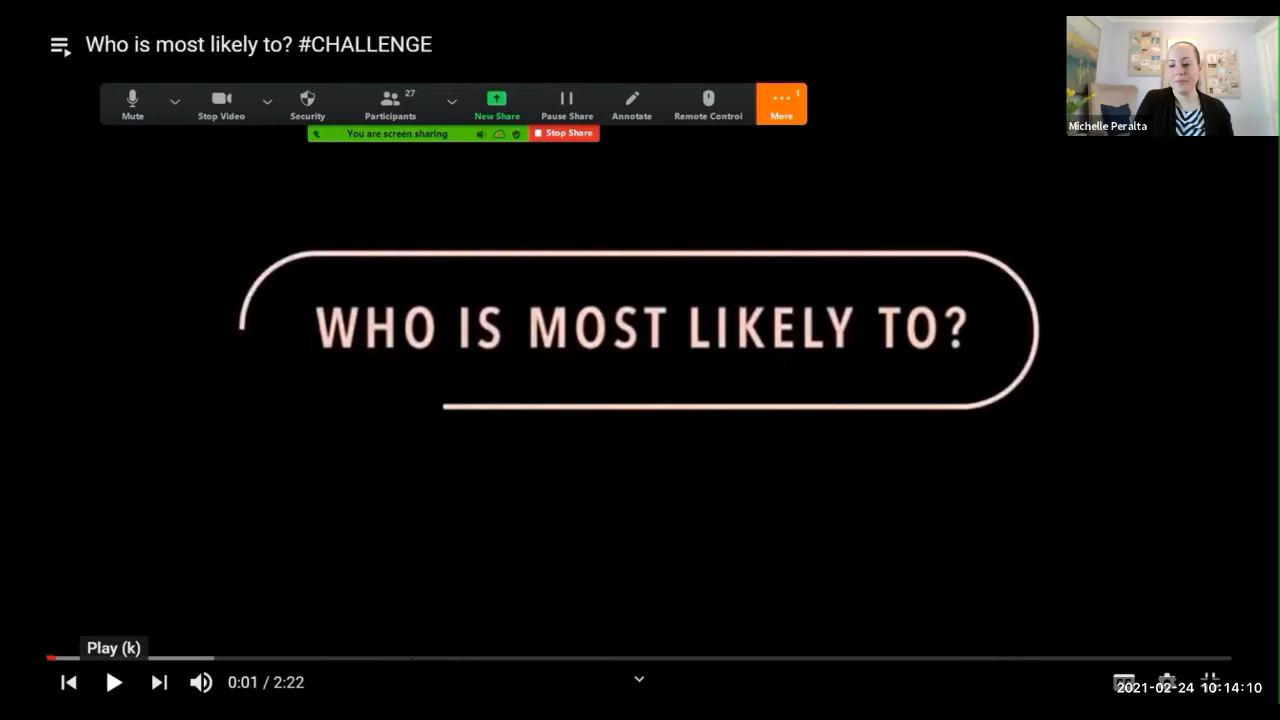 Who is most likely to? #CHALLENGE
Michelle Peralta
27
1
Mute
Stop Video
Security
Participants
New Share
Pause Share
Annotate
Remote Control
More
You are screen sharing
Stop Share
WHO IS MOST LIKELY TO?
Play (k)
0:01 / 2:22
2021-02-24 10:14:10